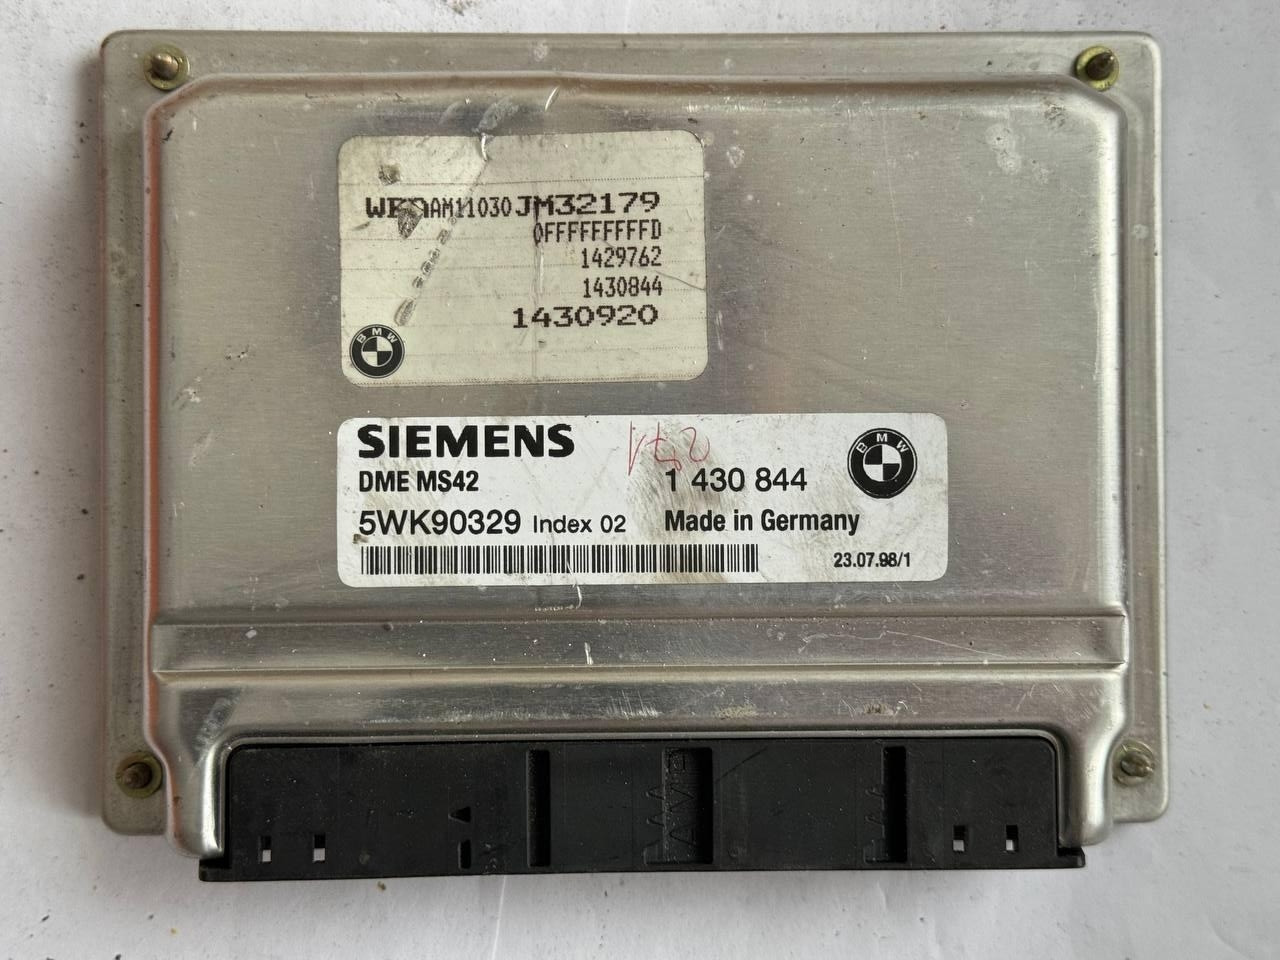 AM11030JM32179
0FFFFFFFFFD
1429762
1430844
1430920
BMW
SIEMENS
BMW
DME MS42
1 430 844
5WK90329 Index 02
Made in Germany
23.07.98/1